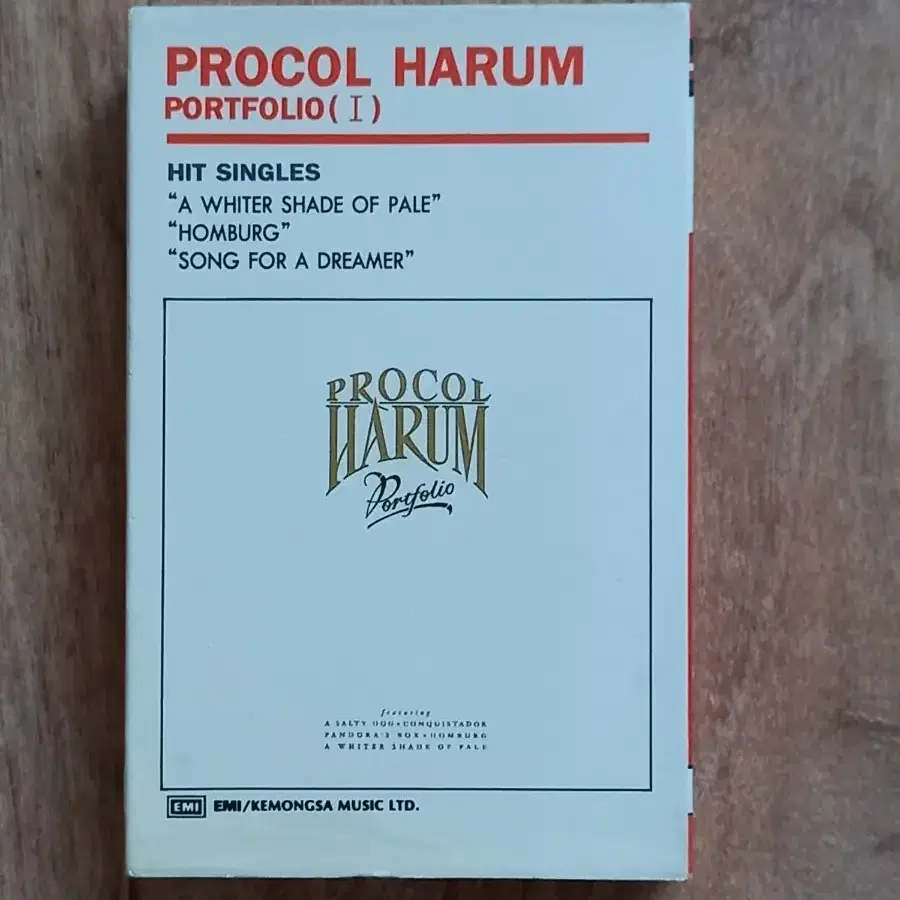 PROCOL HARUM
PORTFOLIO(I)
HIT SINGLES
“A WHITER SHADE OF PALE”
“HOMBURG”
“SONG FOR A DREAMER”
PROCOL
HARUM
Portfolio
featuring
A SALTY DOG • CONQUISTADOR
PANDORA'S BOX • HOMBURG
A WHITER SHADE OF PALE
EMI EMI/KEMONGSA MUSIC LTD.